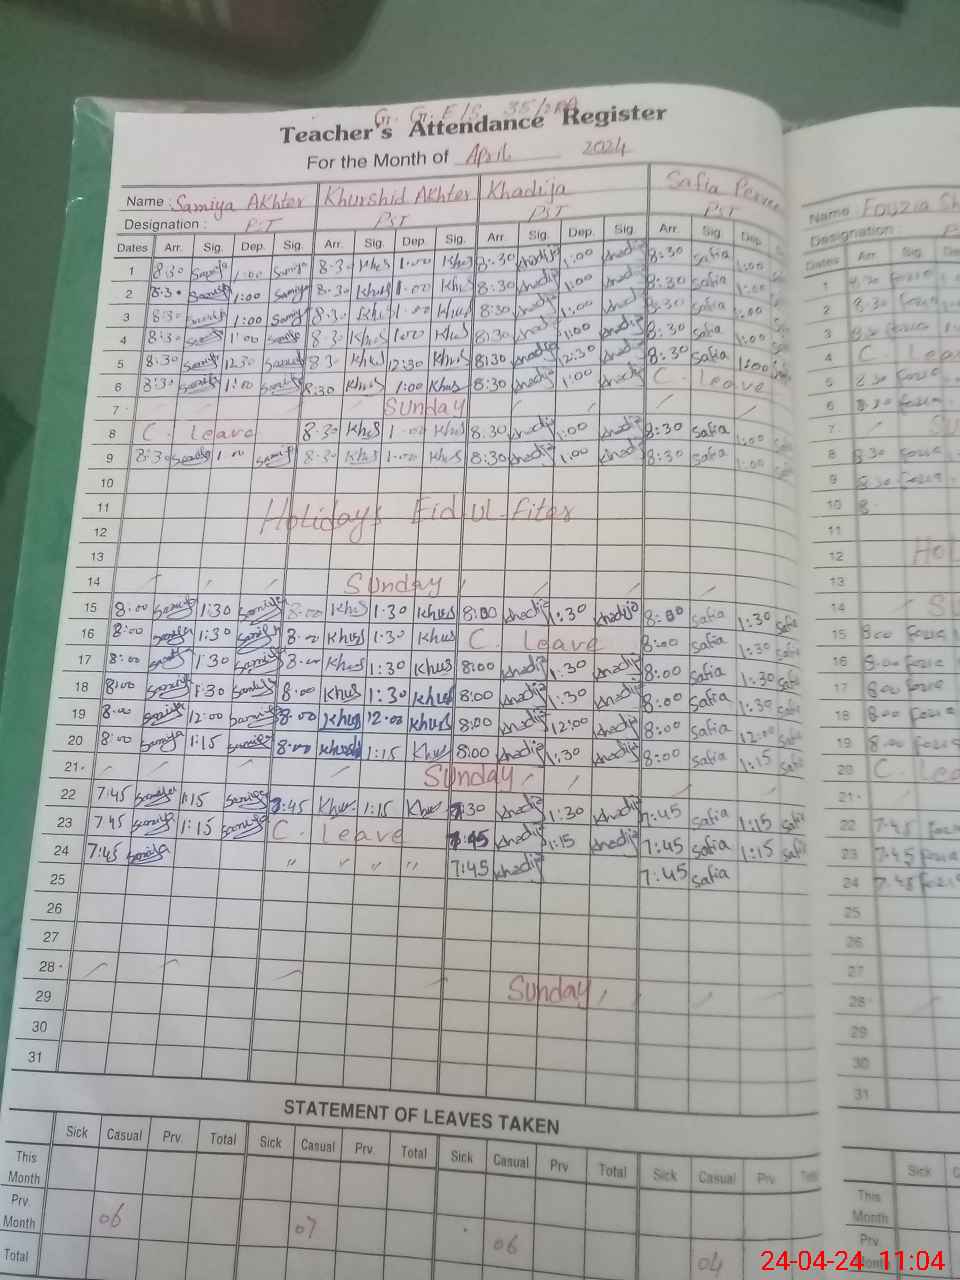 Teacher's Attendance Register
For the Month of April 2024
Name : Samiya Akhter Khurshid Akhter Khadija Safia
Designation : PST PST PST PST
Dates Arr. Sig. Dep. Sig. Arr. Sig. Dep. Sig. Arr. Sig. Dep. Sig. Arr. Sig. Dep
1 8:30 Samiya 1:00 Samiya 8:30 Khus 1:00 Khus 8:30 Khadija 1:00 Khadija 8:30 Safia 1:00
2 8:30 Samiya 1:00 Samiya 8:30 Khus 1:00 Khus 8:30 Khadija 1:00 Khadija 8:30 Safia 1:00
3 8:30 Samiya 1:00 Samiya 8:30 Khus 1:00 Khus 8:30 Khadija 1:00 Khadija 8:30 Safia 1:00
4 8:30 Samiya 1:00 Samiya 8:30 Khus 1:00 Khus 8:30 Khadija 1:00 Khadija 8:30 Safia 1:00
5 8:30 Samiya 12:30 Samiya 8:30 Khus 12:30 Khus 8:30 Khadija 12:30 Khadija 8:30 Safia
6 8:30 Samiya 1:00 Samiya 8:30 Khus 1:00 Khus 8:30 Khadija 1:00 Khadija C. Leave
7 Sunday
8 C. Leave 8:30 Khus 1:00 Khus 8:30 Khadija 1:00 Khadija 8:30 Safia 1:00
9 8:30 Samiya 1:00 Samiya 8:30 Khus 1:00 Khus 8:30 Khadija 1:00 Khadija 8:30 Safia 1:00
10
11 Holidays Eid-ul-Fiter
12
13
14 Sunday
15 8:00 Samiya 1:30 Samiya 8:00 Khus 1:30 Khus 8:00 Khadija 1:30 Khadija 8:00 Safia 1:30 Safia
16 8:00 Samiya 1:30 Samiya 8:00 Khus 1:30 Khus C. Leave 8:00 Safia 1:30 Safia
17 8:00 Samiya 1:30 Samiya 8:00 Khus 1:30 Khus 8:00 Khadija 1:30 Khadija 8:00 Safia 1:30 Safia
18 8:00 Samiya 1:30 Samiya 8:00 Khus 1:30 Khus 8:00 Khadija 1:30 Khadija 8:00 Safia 1:30 Safia
19 8:00 Samiya 12:00 Samiya 8:00 Khus 12:00 Khus 8:00 Khadija 12:00 Khadija 8:00 Safia 12:00 Safia
20 8:00 Samiya 1:15 Samiya 8:00 Khus 1:15 Khus 8:00 Khadija 1:30 Khadija 8:00 Safia 1:15 Safia
21 Sunday
22 7:45 Samiya 1:15 Samiya 7:45 Khus 1:15 Khus 7:30 Khadija 1:30 Khadija 7:45 Safia 1:15 Safia
23 7:45 Samiya 1:15 Samiya C. Leave 7:45 Khadija 1:15 Khadija 7:45 Safia 1:15 Safia
24 7:45 Samiya " " " " 7:45 Khadija 7:45 Safia
25
26
27
28 Sunday
29
30
31
STATEMENT OF LEAVES TAKEN
Sick Casual Prv. Total Sick Casual Prv. Total Sick Casual Prv Total Sick Casual Prv
This Month
Prv. Month 06 07 06 04
Total
Name : Fouzia
Designation :
Dates Arr Sig
1
2 8:30
3 8:30
4 C.
5 8:30
6 8:30
7
8 8:30
9 8:30
10 8
11
12
13
14
15 8:00
16 8:00
17 8:00
18 8:00
19 8:00
20 C.
21
22 7:45
23 7:45
24 7:45
25
26
27
28
29
30
31
Sick
This Month
Prv. Month
24-04-24 11:04